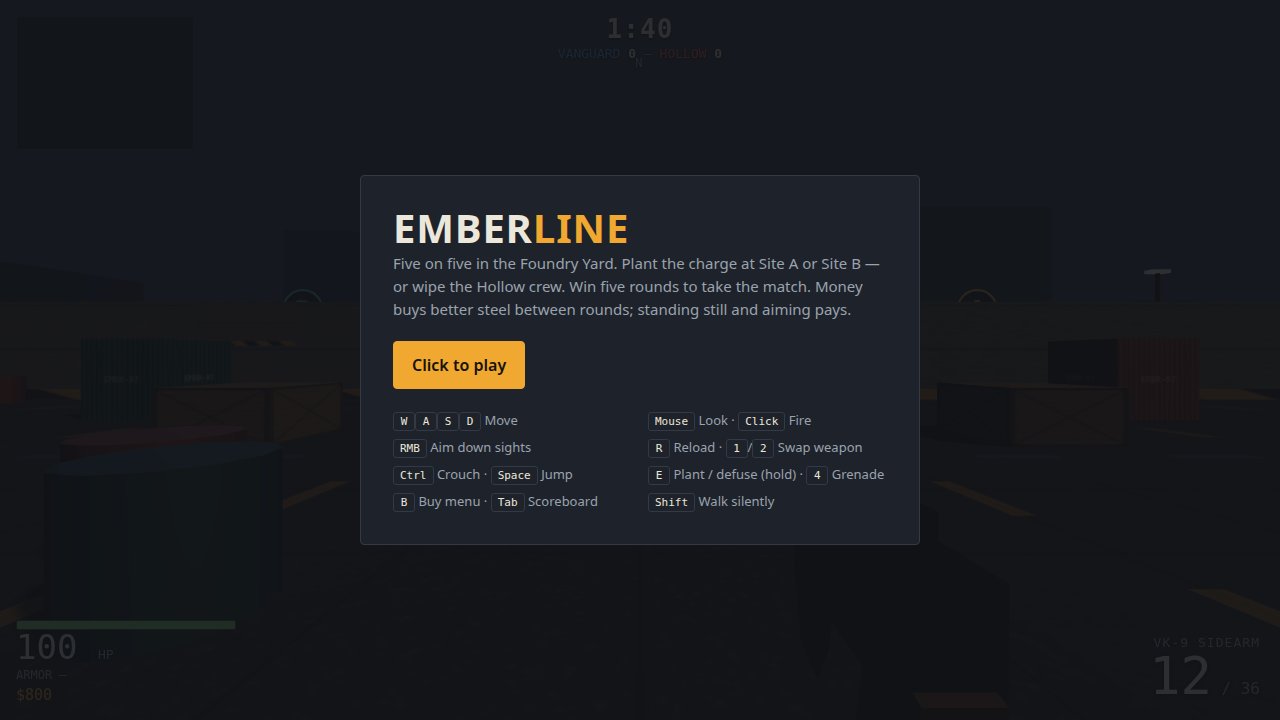 1:40
VANGUARD 0 — HOLLOW 0
N
EMBERLINE
Five on five in the Foundry Yard. Plant the charge at Site A or Site B —
or wipe the Hollow crew. Win five rounds to take the match. Money
buys better steel between rounds; standing still and aiming pays.
Click to play
W A S D Move
Mouse Look · Click Fire
RMB Aim down sights
R Reload · 1 / 2 Swap weapon
Ctrl Crouch · Space Jump
E Plant / defuse (hold) · 4 Grenade
B Buy menu · Tab Scoreboard
Shift Walk silently
100 HP
ARMOR —
$800
VK-9 SIDEARM
12 / 36